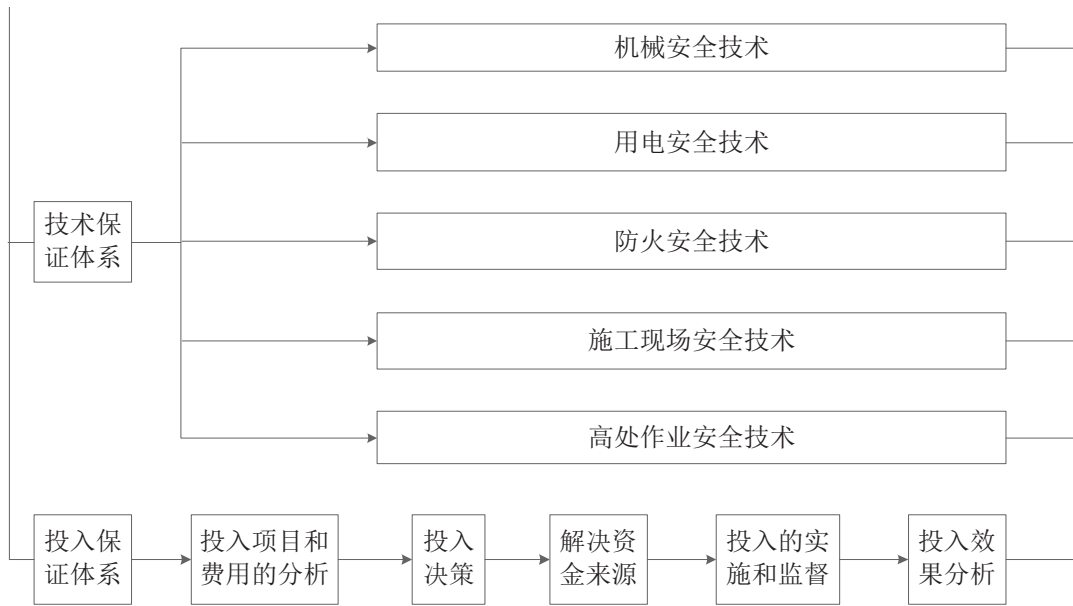 机械安全技术
用电安全技术
技术保
证体系
防火安全技术
施工现场安全技术
高处作业安全技术
投入保
证体系
投入项目和
费用的分析
投入
决策
解决资
金来源
投入的实
施和监督
投入效
果分析